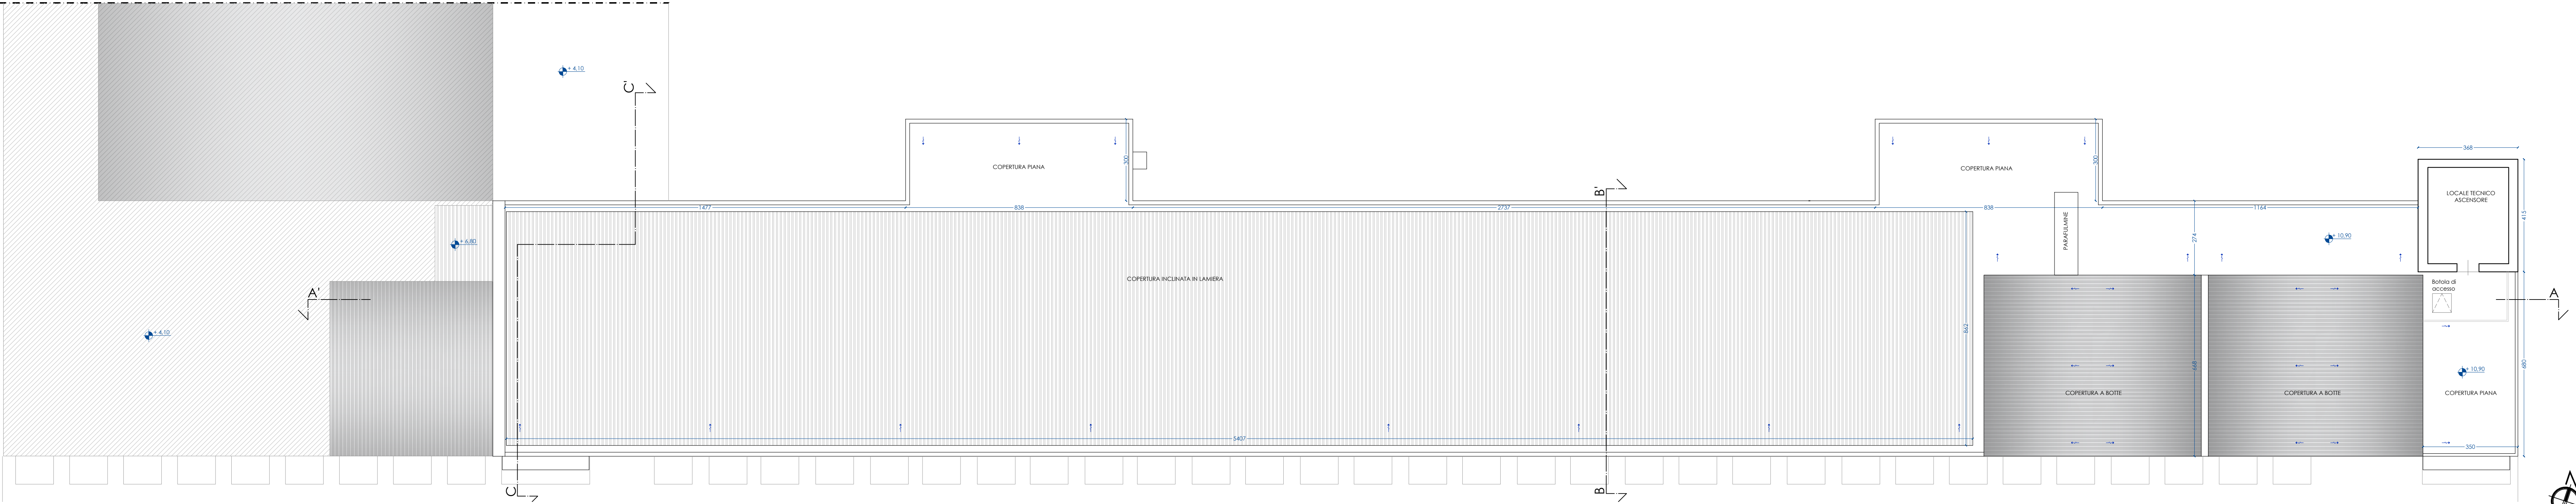 + 4,10
C'
COPERTURA PIANA
300
1477
838
2737
B'
COPERTURA PIANA
300
838
1164
368
LOCALE TECNICO
ASCENSORE
415
PARAFULMINE
274
+ 10,90
+ 6,80
A'
+ 4,10
COPERTURA INCLINATA IN LAMIERA
862
5407
Botola di
accesso
A
+ 10,90
COPERTURA A BOTTE
COPERTURA A BOTTE
COPERTURA PIANA
680
350
C
B